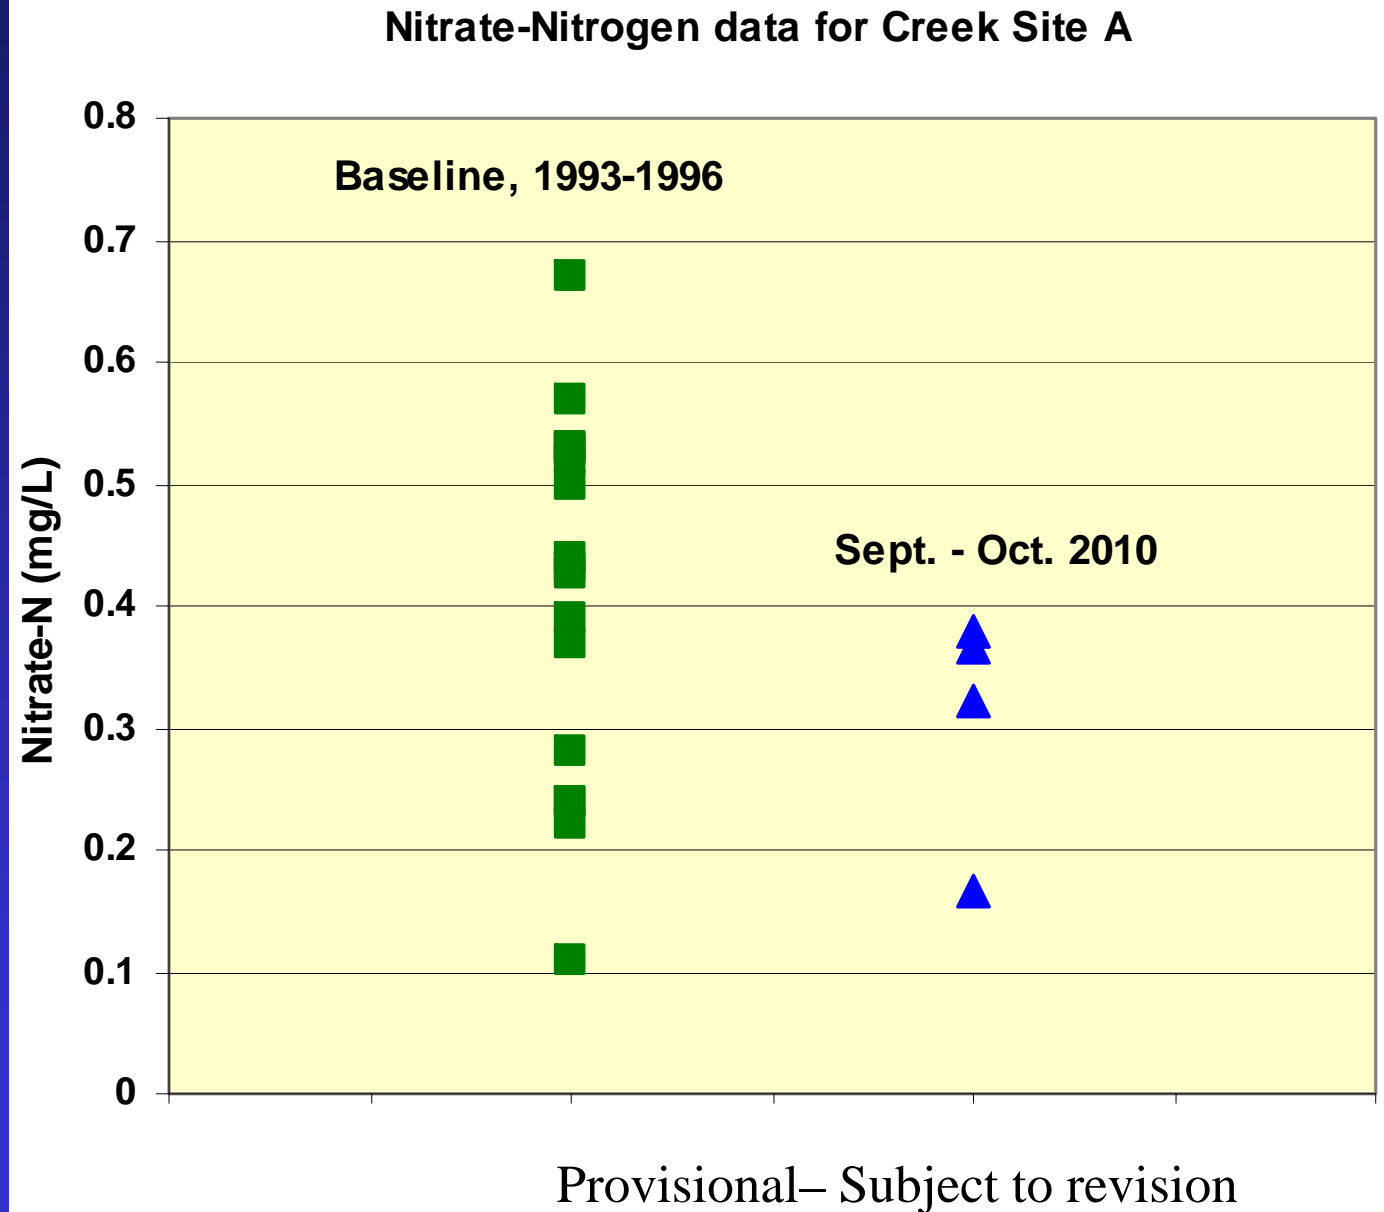 Nitrate-Nitrogen data for Creek Site A
0.8
Baseline, 1993-1996
0.7
0.6
0.5
Sept. - Oct. 2010
0.4
0.3
0.2
0.1
0
Nitrate-N (mg/L)
Provisional– Subject to revision